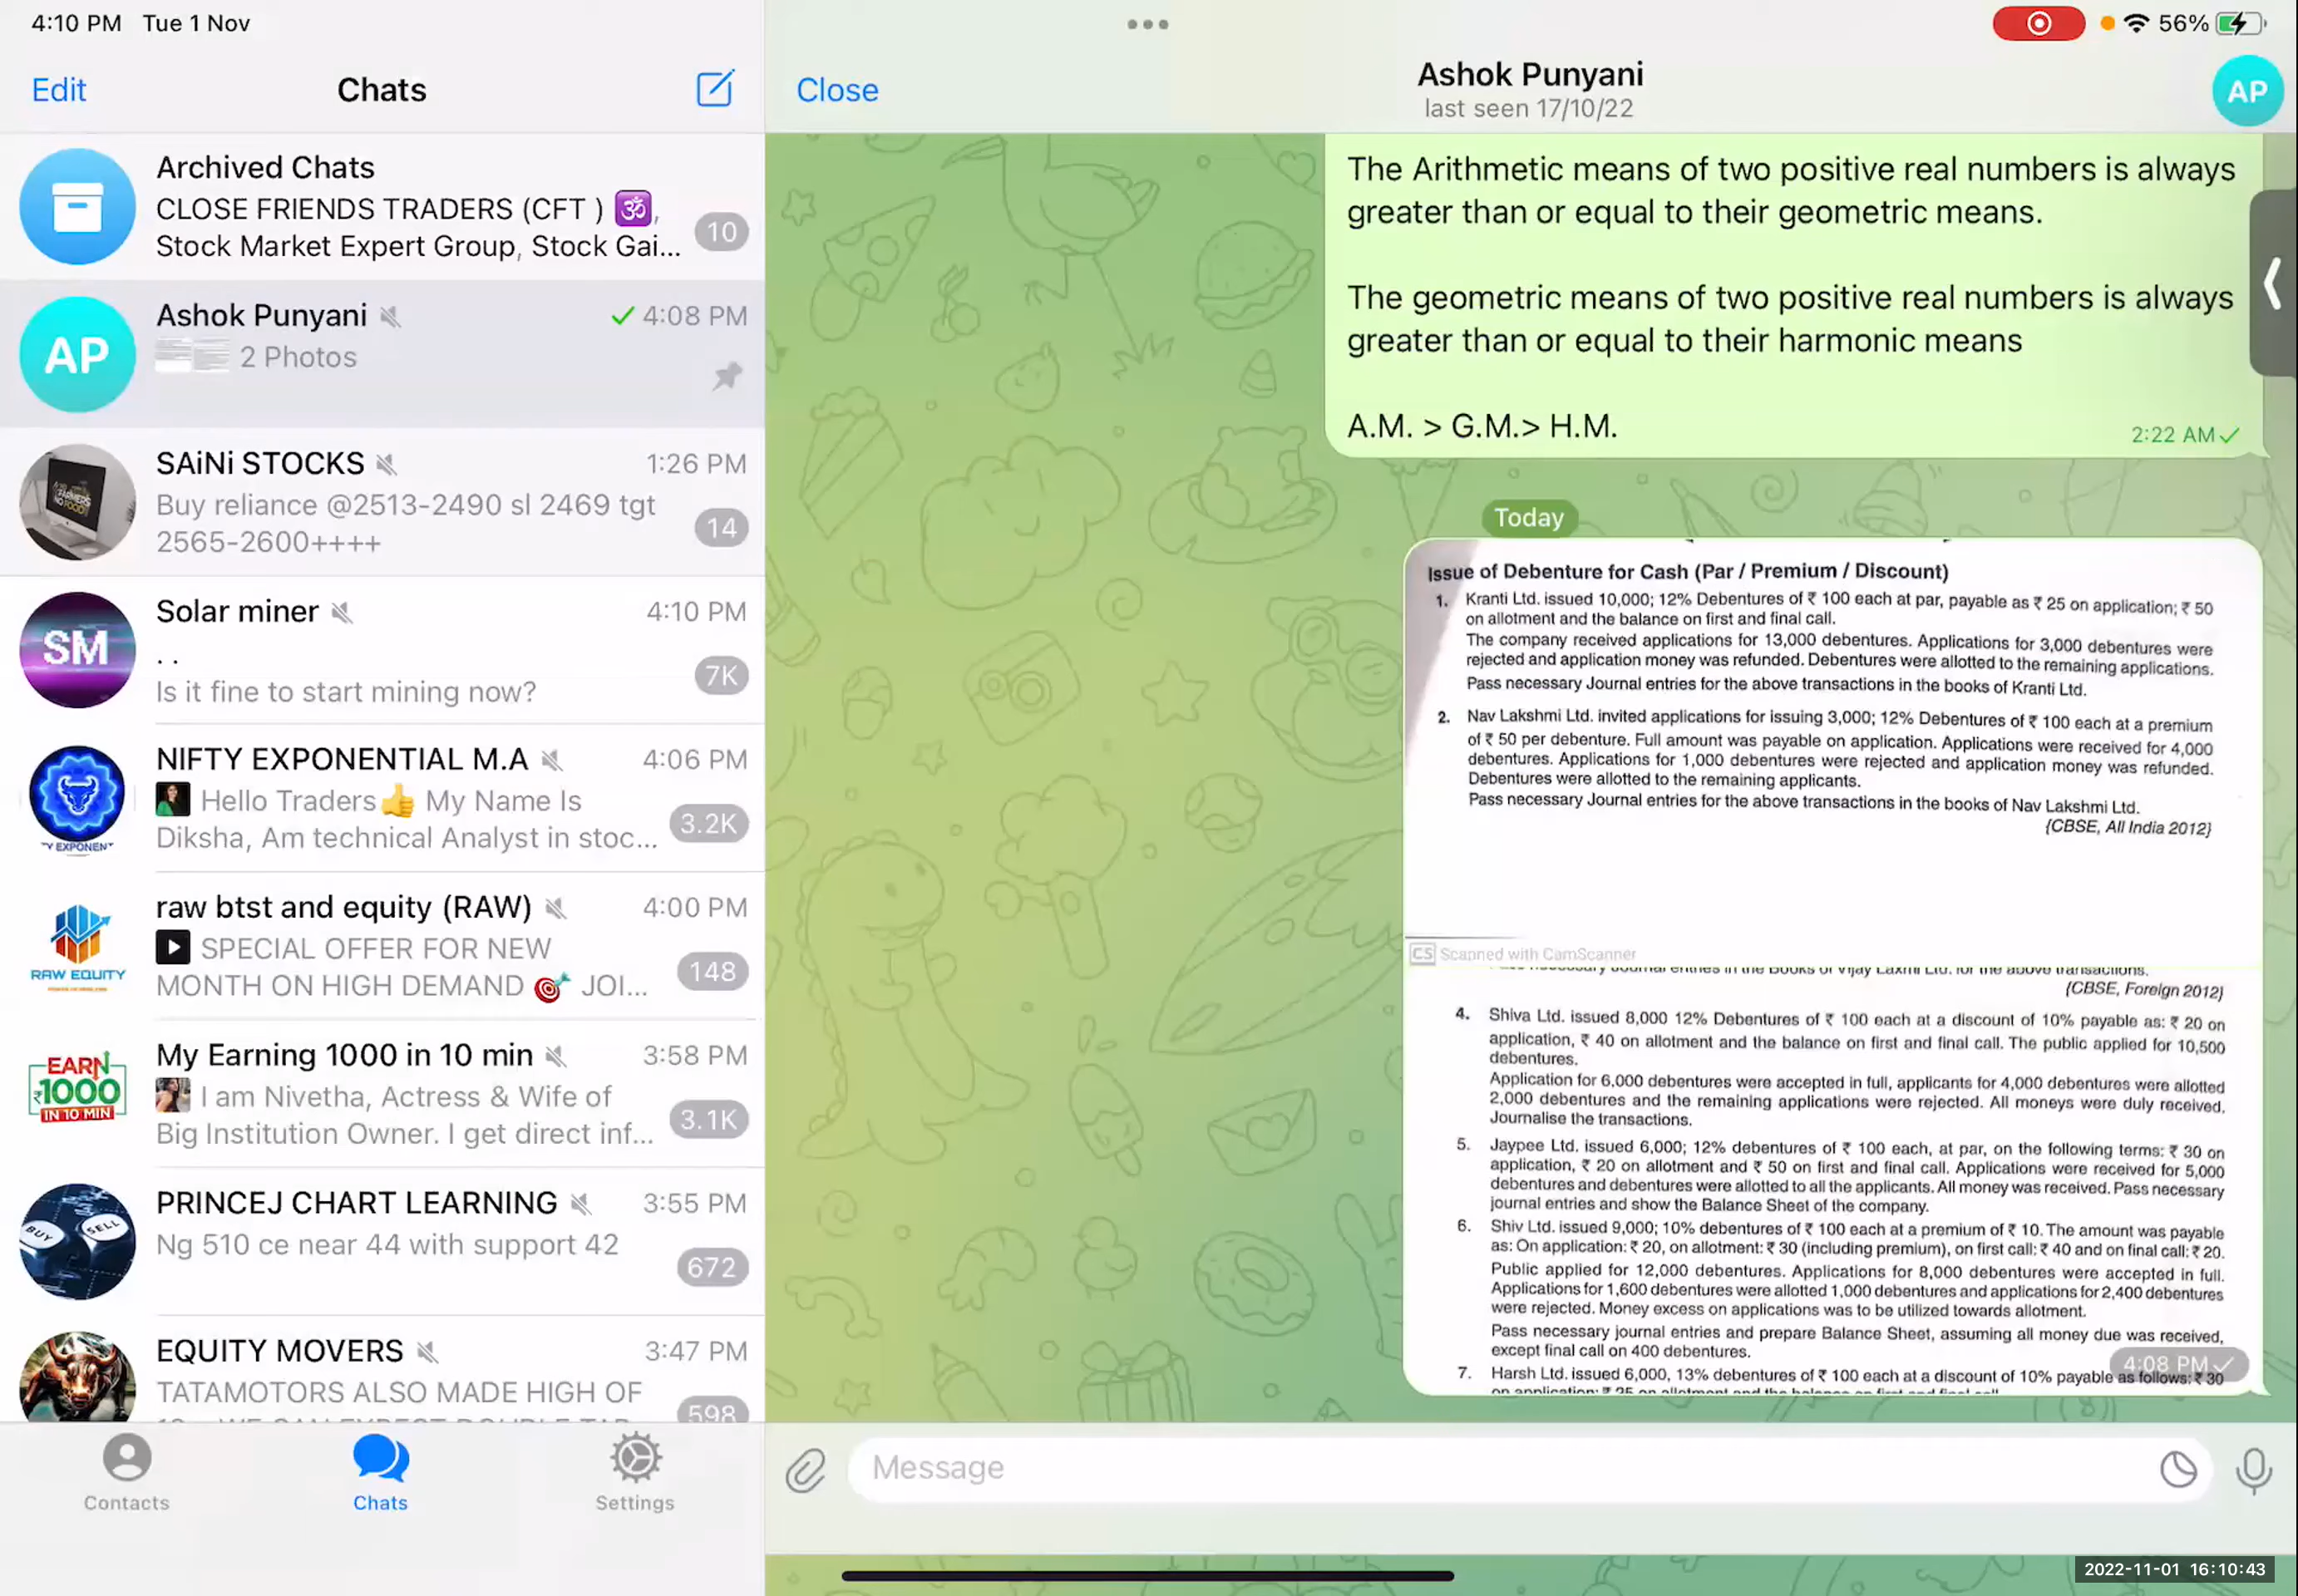 4:10 PM Tue 1 Nov
56%
Edit
Chats
Archived Chats
CLOSE FRIENDS TRADERS (CFT ) 🕉️,
Stock Market Expert Group, Stock Gai...
10
AP
Ashok Punyani
4:08 PM
2 Photos
SAiNi STOCKS
1:26 PM
Buy reliance @2513-2490 sl 2469 tgt
2565-2600++++
14
SM
Solar miner
4:10 PM
. .
Is it fine to start mining now?
7K
NIFTY EXPONENTIAL M.A
4:06 PM
Hello Traders👍 My Name Is
Diksha, Am technical Analyst in stoc...
3.2K
raw btst and equity (RAW)
4:00 PM
SPECIAL OFFER FOR NEW
MONTH ON HIGH DEMAND 🎯 JOI...
148
RAW EQUITY
My Earning 1000 in 10 min
3:58 PM
I am Nivetha, Actress & Wife of
Big Institution Owner. I get direct inf...
3.1K
EARN
₹1000
IN 10 MIN
PRINCEJ CHART LEARNING
3:55 PM
Ng 510 ce near 44 with support 42
672
BUY
SELL
EQUITY MOVERS
3:47 PM
TATAMOTORS ALSO MADE HIGH OF
598
Contacts
Chats
Settings
Close
Ashok Punyani
last seen 17/10/22
AP
The Arithmetic means of two positive real numbers is always
greater than or equal to their geometric means.
The geometric means of two positive real numbers is always
greater than or equal to their harmonic means
A.M. > G.M.> H.M.
2:22 AM
Today
Issue of Debenture for Cash (Par / Premium / Discount)
1. Kranti Ltd. issued 10,000; 12% Debentures of ₹ 100 each at par, payable as ₹ 25 on application; ₹ 50
on allotment and the balance on first and final call.
The company received applications for 13,000 debentures. Applications for 3,000 debentures were
rejected and application money was refunded. Debentures were allotted to the remaining applications.
Pass necessary Journal entries for the above transactions in the books of Kranti Ltd.
2. Nav Lakshmi Ltd. invited applications for issuing 3,000; 12% Debentures of ₹ 100 each at a premium
of ₹ 50 per debenture. Full amount was payable on application. Applications were received for 4,000
debentures. Applications for 1,000 debentures were rejected and application money was refunded.
Debentures were allotted to the remaining applicants.
Pass necessary Journal entries for the above transactions in the books of Nav Lakshmi Ltd.
{CBSE, All India 2012}
CS Scanned with CamScanner
journal entries in the books of Vijay Laxmi Ltd. for the above transactions.
{CBSE, Foreign 2012}
4. Shiva Ltd. issued 8,000 12% Debentures of ₹ 100 each at a discount of 10% payable as: ₹ 20 on
application, ₹ 40 on allotment and the balance on first and final call. The public applied for 10,500
debentures.
Application for 6,000 debentures were accepted in full, applicants for 4,000 debentures were allotted
2,000 debentures and the remaining applications were rejected. All moneys were duly received.
Journalise the transactions.
5. Jaypee Ltd. issued 6,000; 12% debentures of ₹ 100 each, at par, on the following terms: ₹ 30 on
application, ₹ 20 on allotment and ₹ 50 on first and final call. Applications were received for 5,000
debentures and debentures were allotted to all the applicants. All money was received. Pass necessary
journal entries and show the Balance Sheet of the company.
6. Shiv Ltd. issued 9,000; 10% debentures of ₹ 100 each at a premium of ₹ 10. The amount was payable
as: On application: ₹ 20, on allotment: ₹ 30 (including premium), on first call: ₹ 40 and on final call: ₹ 20.
Public applied for 12,000 debentures. Applications for 8,000 debentures were accepted in full.
Applications for 1,600 debentures were allotted 1,000 debentures and applications for 2,400 debentures
were rejected. Money excess on applications was to be utilized towards allotment.
Pass necessary journal entries and prepare Balance Sheet, assuming all money due was received,
except final call on 400 debentures.
7. Harsh Ltd. issued 6,000, 13% debentures of ₹ 100 each at a discount of 10% payable as follows: ₹ 30
4:08 PM
Message
2022-11-01 16:10:43